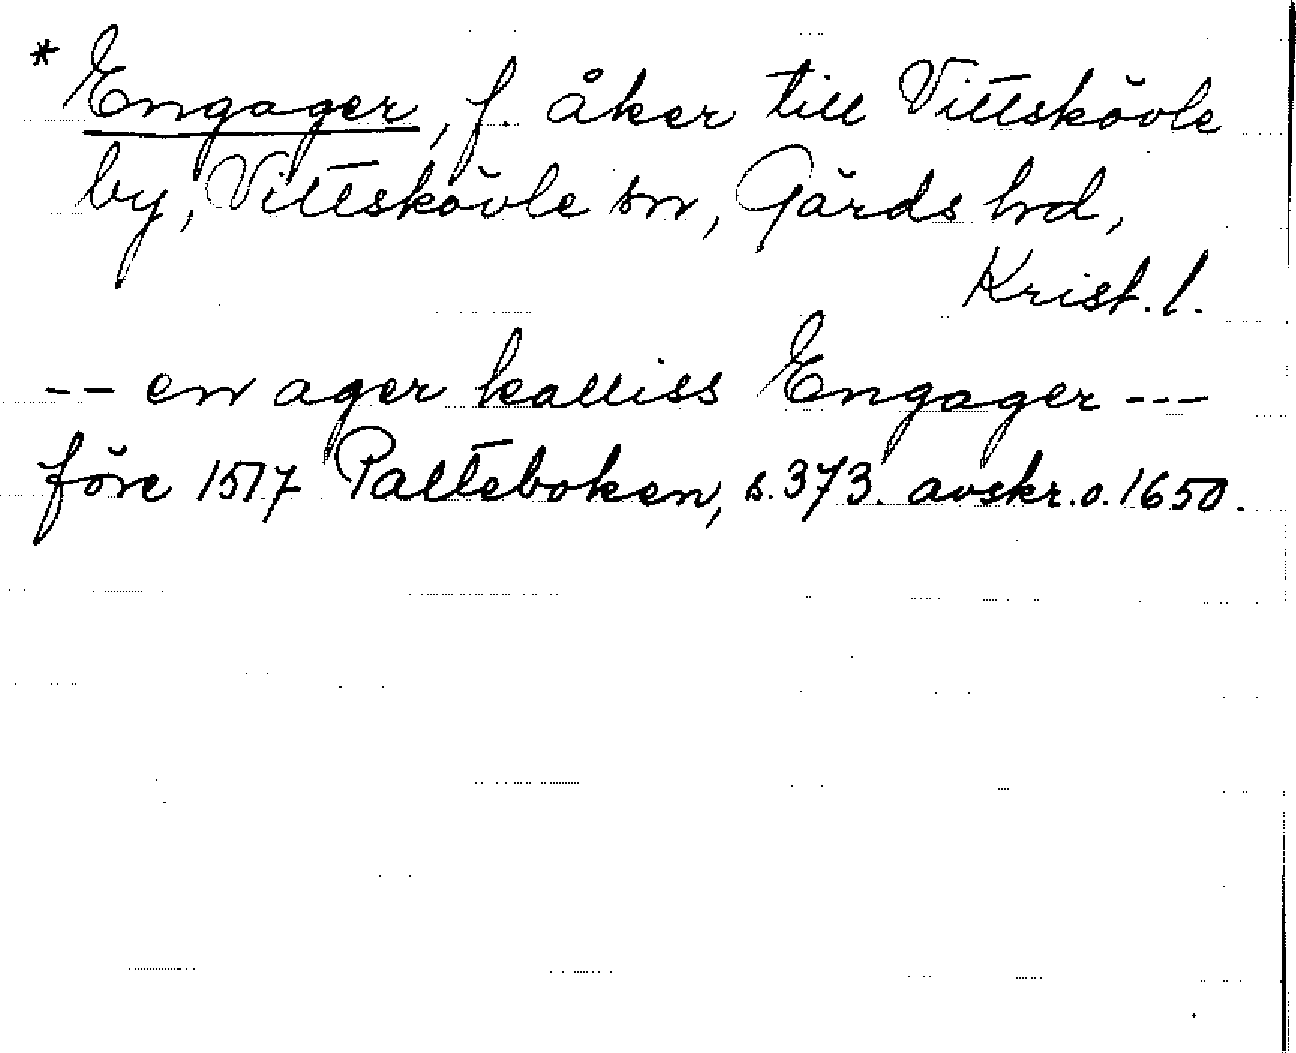 * Engager, f. åker till Vittskövle
by, Vittskövle sn, Gärds hd,
Krist. l.
-- en ager kalliss Engager ---
före 1517 Palteboken, s. 373. avskr. o. 1650.